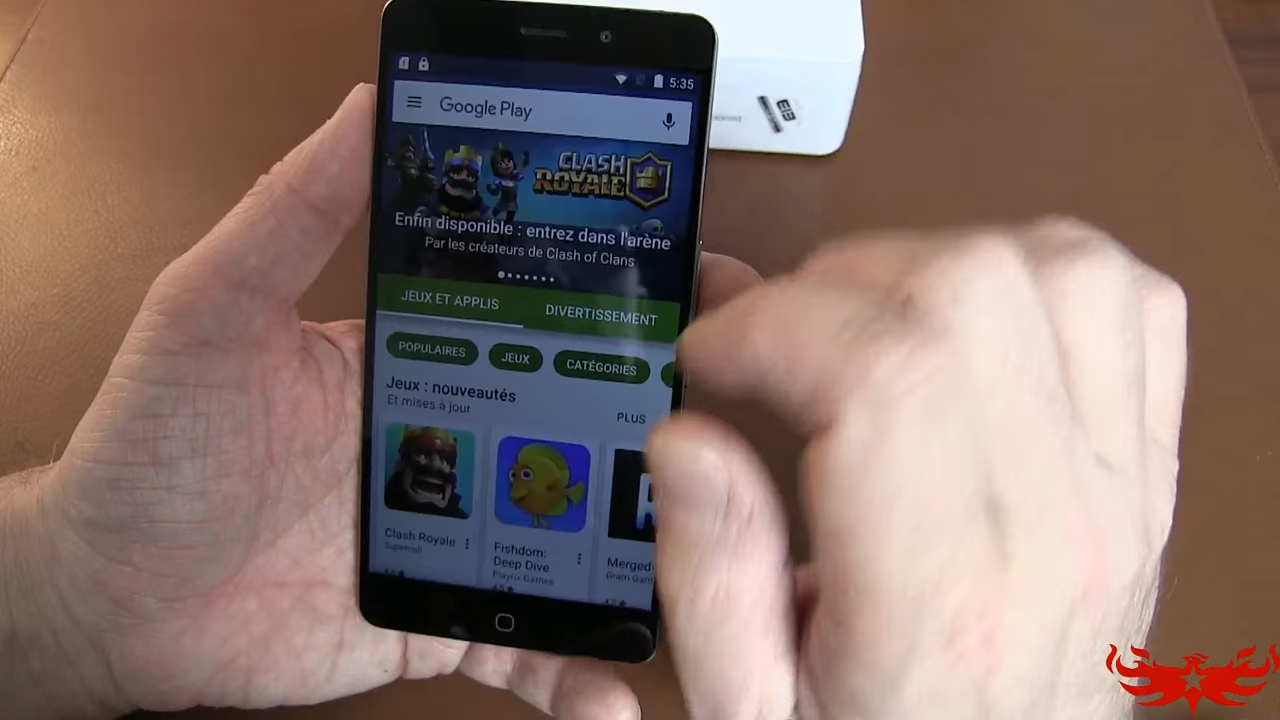 5:35
Google Play
CLASH
ROYALE
Enfin disponible : entrez dans l'arène
Par les créateurs de Clash of Clans
JEUX ET APPLIS
DIVERTISSEMENT
POPULAIRES
JEUX
CATÉGORIES
Jeux : nouveautés
Et mises à jour
PLUS
Clash Royale
Supercell
Fishdom:
Deep Dive
Playrix Games
Merged
Gram Gam